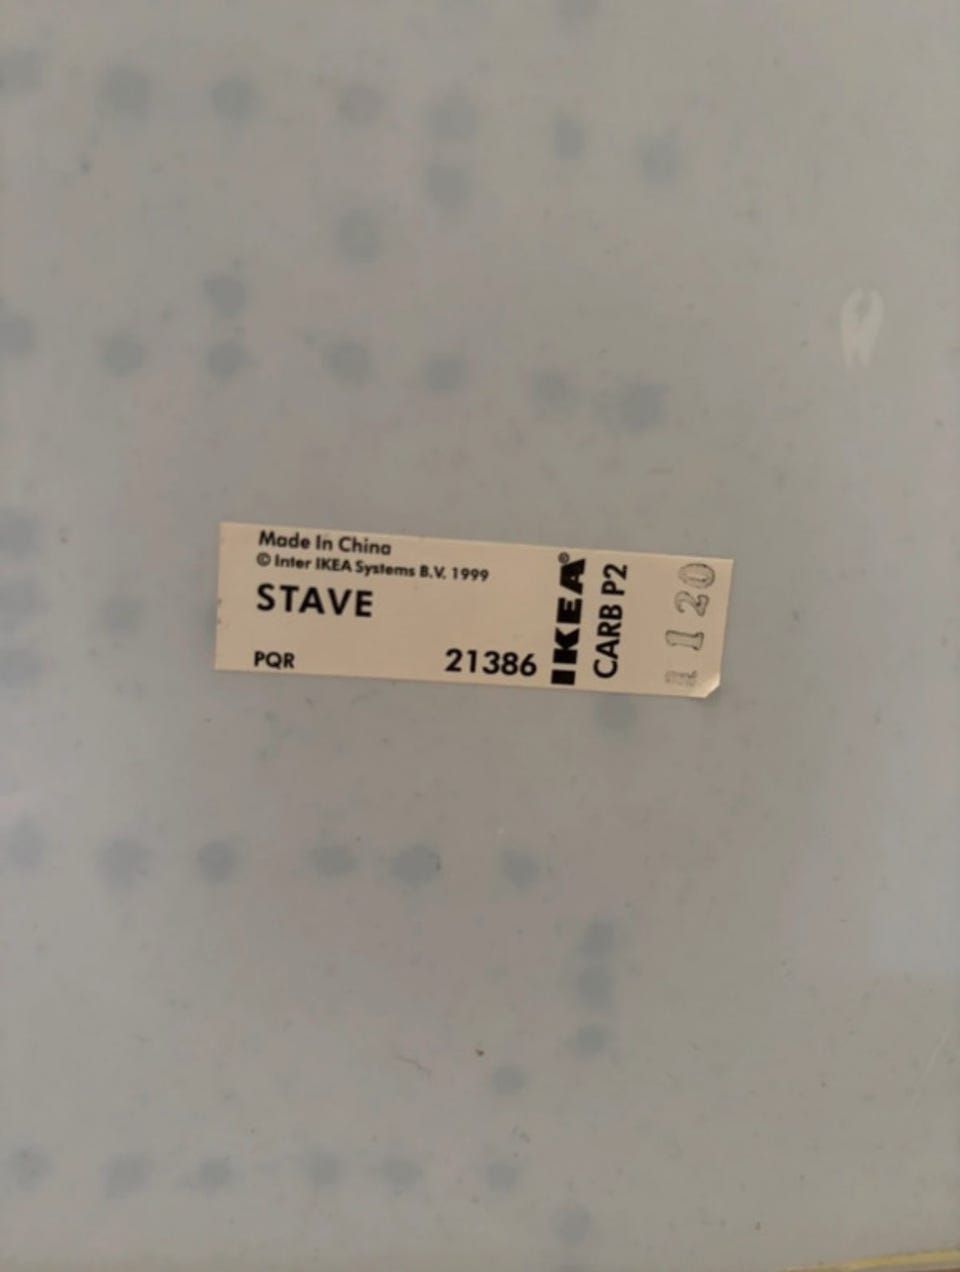 Made In China
© Inter IKEA Systems B.V. 1999
STAVE
PQR 21386
IKEA®
CARB P2
1120